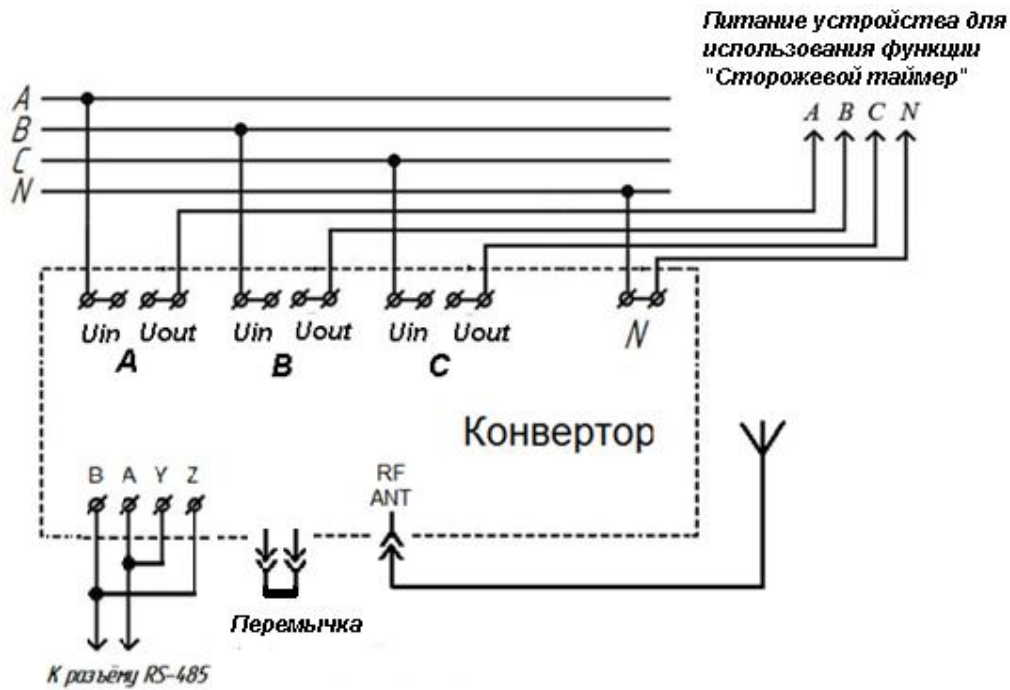 Питание устройства для
использования функции
"Сторожевой таймер"
A B C N
A
B
C
N
Uin Uout Uin Uout Uin Uout N
A B C
Конвертор
B A Y Z
RF
ANT
Перемычка
К разъёму RS-485